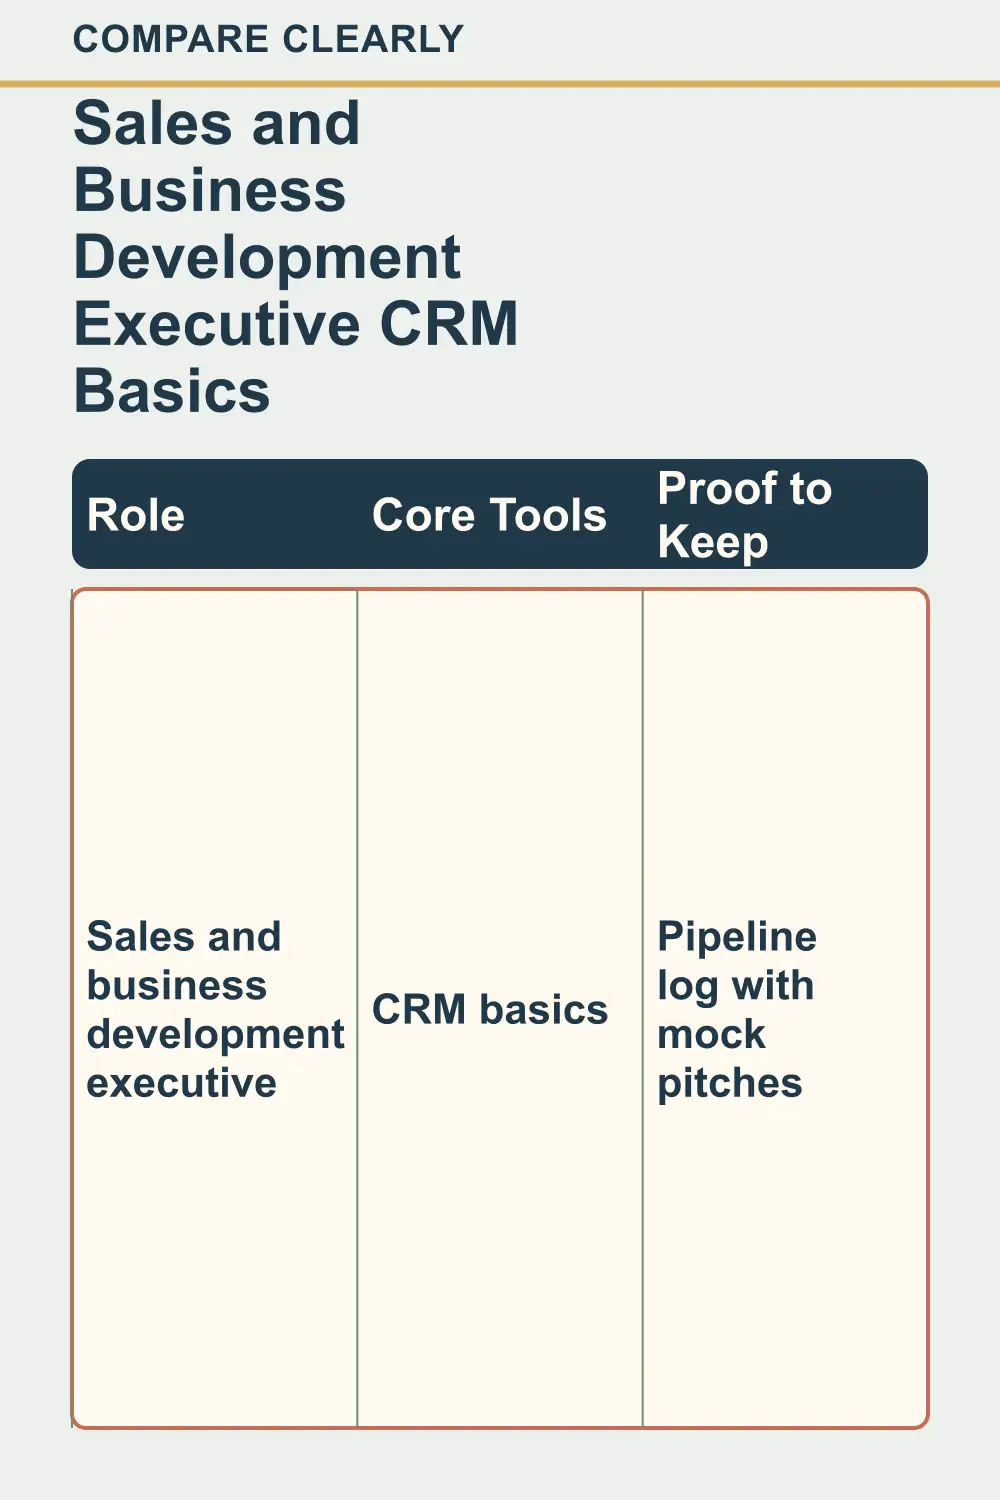 COMPARE CLEARLY
Sales and
Business
Development
Executive CRM
Basics
Role
Core Tools
Proof to
Keep
Sales and
business
development
executive
CRM basics
Pipeline
log with
mock
pitches